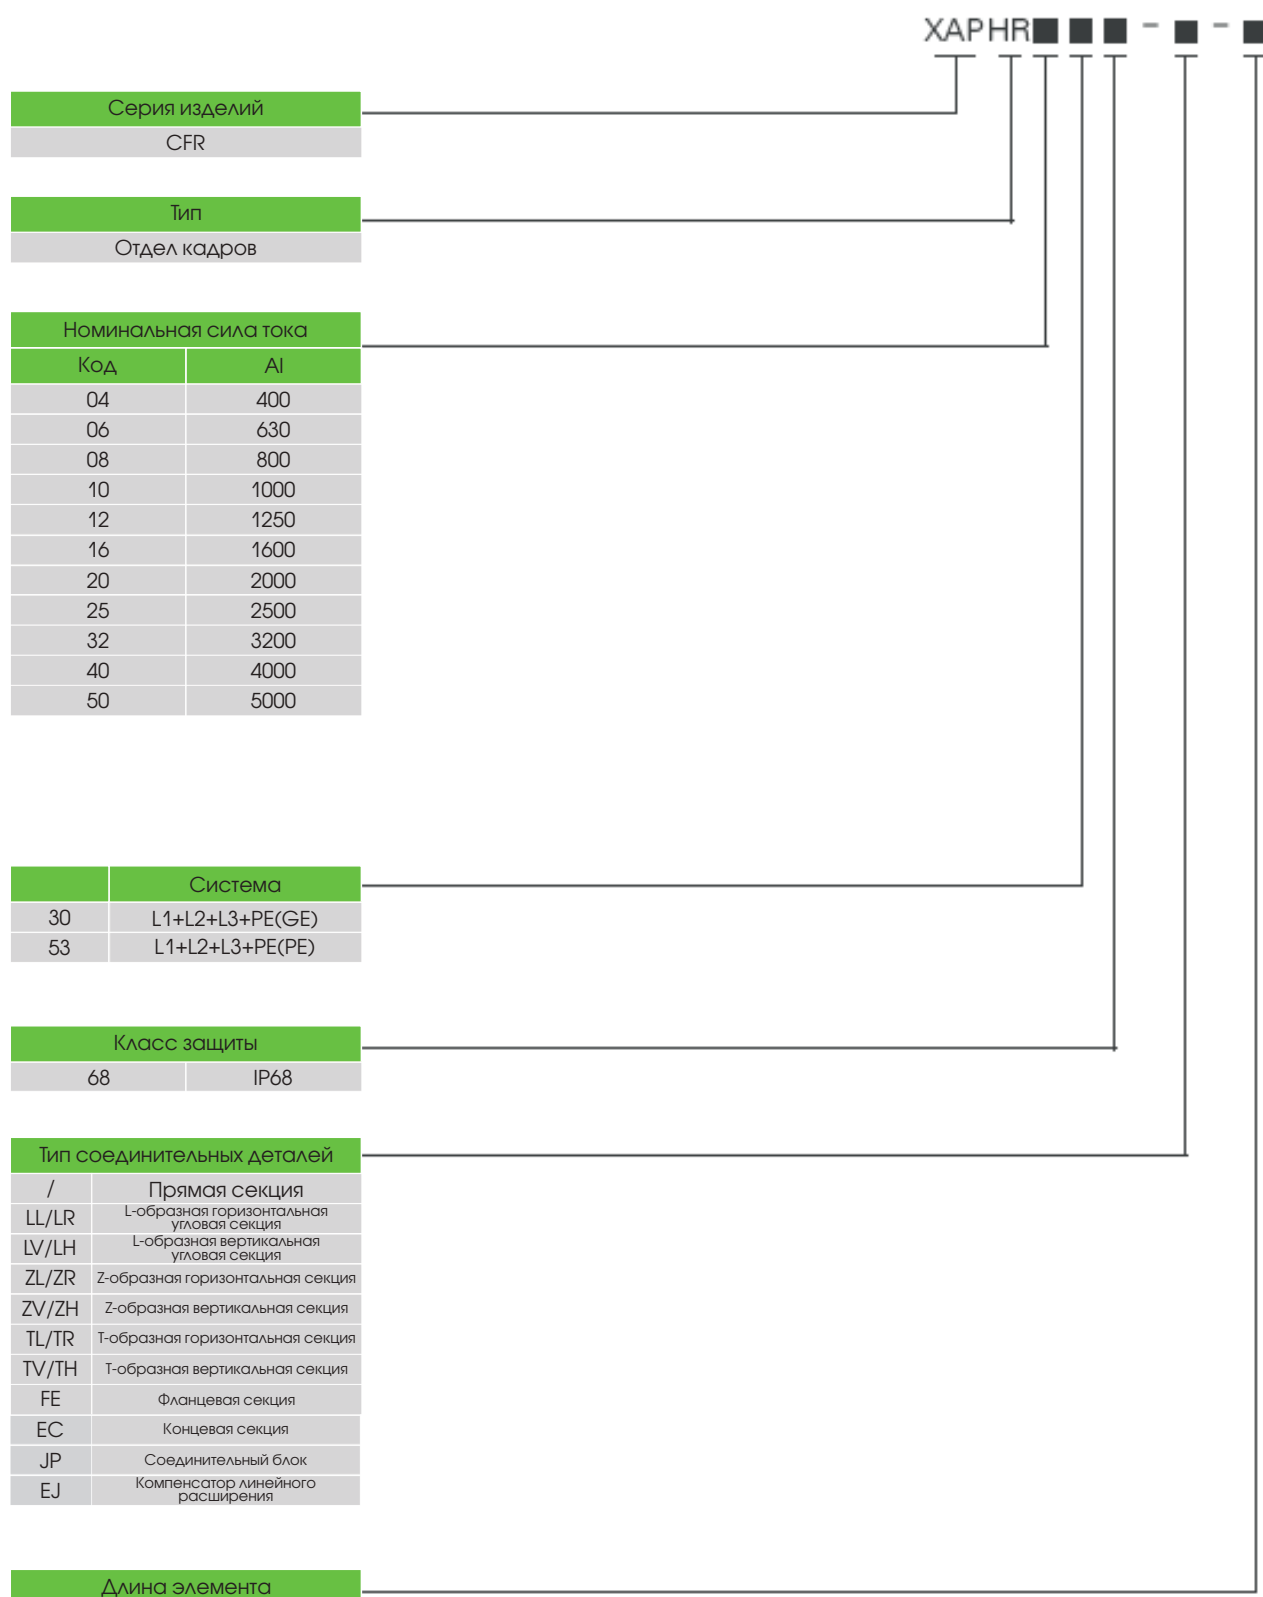 XAPHR■ ■ ■ - ■ - ■
Серия изделий
CFR
Тип
Отдел кадров
Номинальная сила тока
Код AI
04 400
06 630
08 800
10 1000
12 1250
16 1600
20 2000
25 2500
32 3200
40 4000
50 5000
Система
30 L1+L2+L3+PE(GE)
53 L1+L2+L3+PE(PE)
Класс защиты
68 IP68
Тип соединительных деталей
/ Прямая секция
LL/LR L-образная горизонтальная
угловая секция
LV/LH L-образная вертикальная
угловая секция
ZL/ZR Z-образная горизонтальная секция
ZV/ZH Z-образная вертикальная секция
TL/TR Т-образная горизонтальная секция
TV/TH Т-образная вертикальная секция
FE Фланцевая секция
EC Концевая секция
JP Соединительный блок
EJ Компенсатор линейного
расширения
Длина элемента